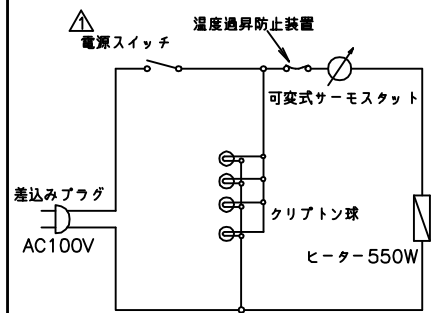 1
電源スイッチ
温度過昇防止装置
可変式サーモスタット
差込みプラグ
AC100V
クリプトン球
ヒーター550W